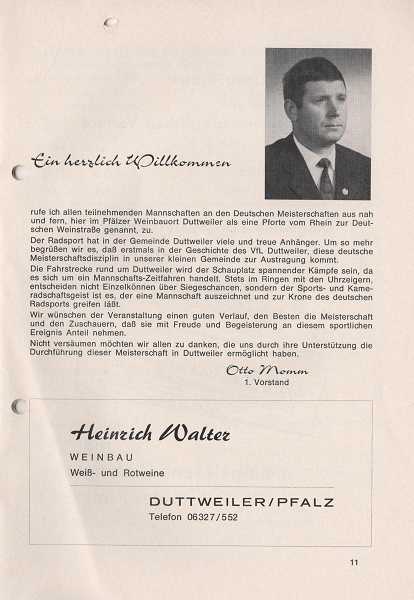 Ein herzlich Willkommen
rufe ich allen teilnehmenden Mannschaften an den Deutschen Meisterschaften aus nah
und fern, hier im Pfälzer Weinbauort Duttweiler als eine Pforte vom Rhein zur Deut-
schen Weinstraße genannt, zu.
Der Radsport hat in der Gemeinde Duttweiler viele und treue Anhänger. Um so mehr
begrüßen wir es, daß erstmals in der Geschichte des VfL Duttweiler, diese deutsche
Meisterschaftsdisziplin in unserer kleinen Gemeinde zur Austragung kommt.
Die Fahrstrecke rund um Duttweiler wird der Schauplatz spannender Kämpfe sein, da
es sich um ein Mannschafts-Zeitfahren handelt. Stets im Ringen mit den Uhrzeigern,
entscheiden nicht Einzelkönnen über Siegeschancen, sondern der Sports- und Kame-
radschaftsgeist ist es, der eine Mannschaft auszeichnet und zur Krone des deutschen
Radsports greifen läßt.
Wir wünschen der Veranstaltung einen guten Verlauf, den Besten die Meisterschaft
und den Zuschauern, daß sie mit Freude und Begeisterung an diesem sportlichen
Ereignis Anteil nehmen.
Nicht versäumen möchten wir allen zu danken, die uns durch ihre Unterstützung die
Durchführung dieser Meisterschaft in Duttweiler ermöglicht haben.
Otto Momm
1. Vorstand
Heinrich Walter
WEINBAU
Weiß- und Rotweine
DUTTWEILER/PFALZ
Telefon 06327/552
11